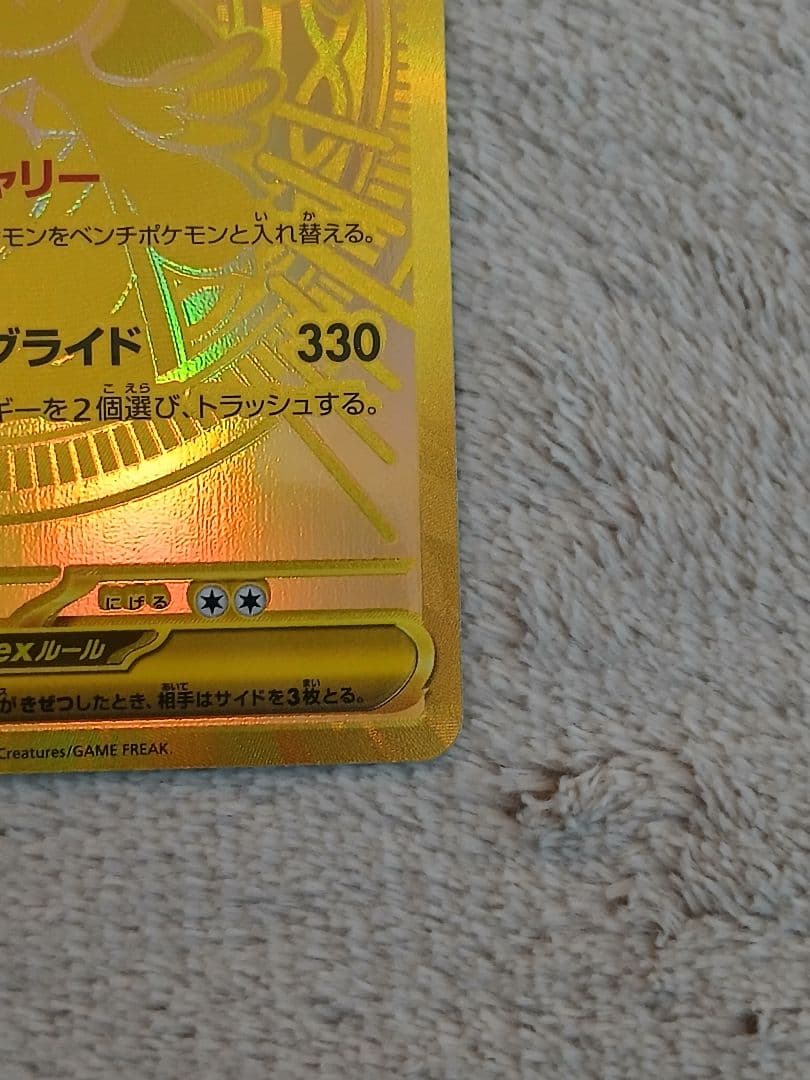 ャリー
モンをベンチポケモンと入れ替える。
グライド 330
ギーを2個選び、トラッシュする。
にげる
exルール
がきぜつしたとき、相手はサイドを3枚とる。
Creatures/GAME FREAK.